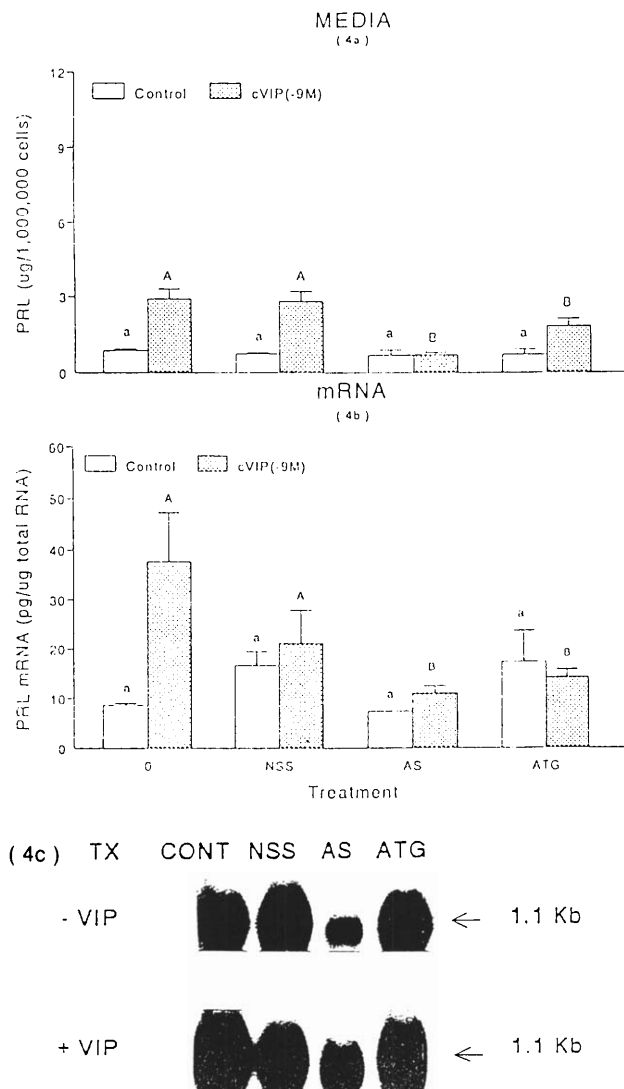 MEDIA
(4a)
12
9
6
3
0
PRL (ug/1,000,000 cells)
Control
cVIP(-9M)
a
A
a
A
a
B
a
B
mRNA
(4b)
60
50
40
30
20
10
0
PRL mRNA (pg/ug total RNA)
Control
cVIP(-9M)
a
A
a
A
a
B
a
B
0
NSS
AS
ATG
Treatment
(4c) TX CONT NSS AS ATG
- VIP ← 1.1 Kb
+ VIP ← 1.1 Kb